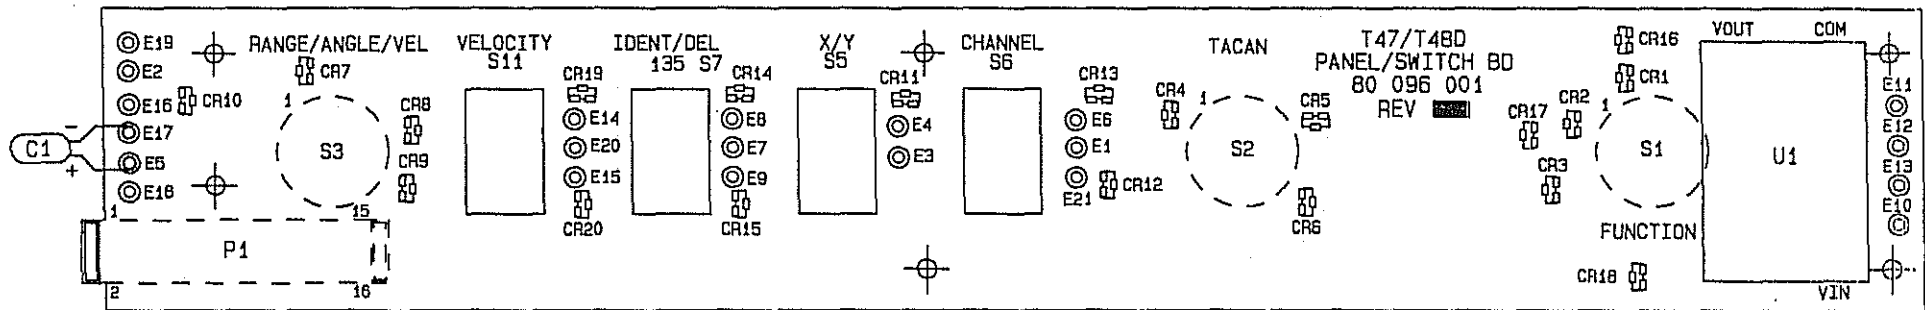 E19
E2
E16
E17
E5
E16
C1
-
+
CR10
RANGE/ANGLE/VEL
CR7
1
S3
CR8
CR9
1
15
P1
2
16
VELOCITY
S11
CR19
E14
E20
E15
CR20
IDENT/DEL
135 S7
CR14
E8
E7
E9
CR15
X/Y
S5
CR11
E4
E3
CHANNEL
S6
CR13
E6
E1
E21
CR12
TACAN
CR4
1
S2
CR5
CR6
T47/T48D
PANEL/SWITCH BD
80 096 001
REV
CR17
CR2
CR3
CR16
CR1
1
S1
FUNCTION
CR18
VOUT
COM
U1
VIN
E11
E12
E13
E10